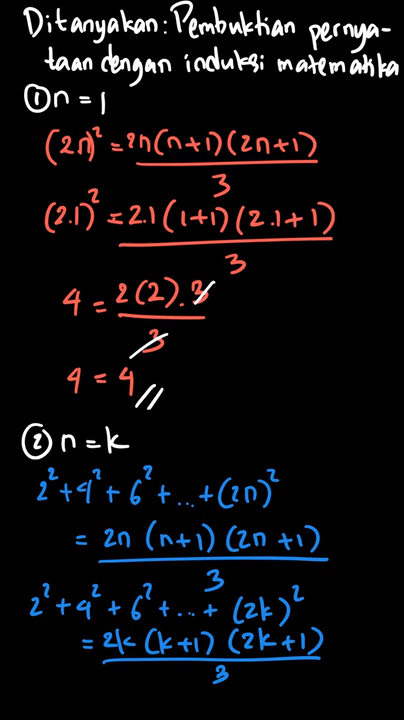 Ditanyakan: Pembuktian pernya-
taan dengan induksi matematika
① n = 1
(2n)² = 2n(n+1)(2n+1)
3
(2.1)² = 2.1(1+1)(2.1+1)
3
4 = 2(2).3
3
4 = 4 //
② n = k
2² + 4² + 6² + ... + (2n)²
= 2n (n+1) (2n+1)
3
2² + 4² + 6² + ... + (2k)²
= 2k (k+1) (2k+1)
3